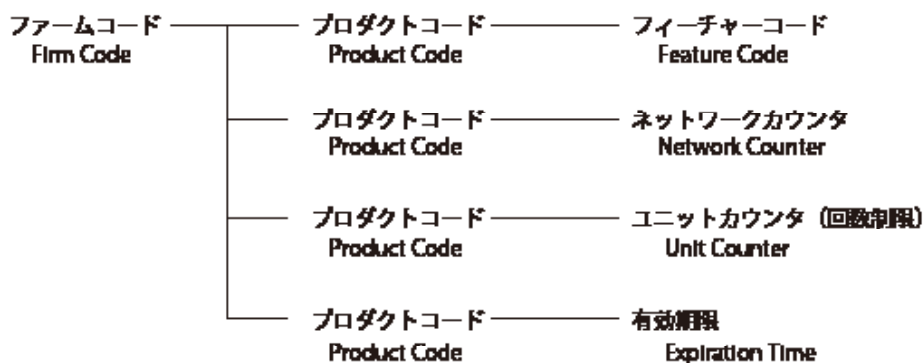 ファームコード プロダクトコード フィーチャーコード
Firm Code Product Code Feature Code
プロダクトコード ネットワークカウンタ
Product Code Network Counter
プロダクトコード ユニットカウンタ (回数制限)
Product Code Unit Counter
プロダクトコード 有効期限
Product Code Expiration Time